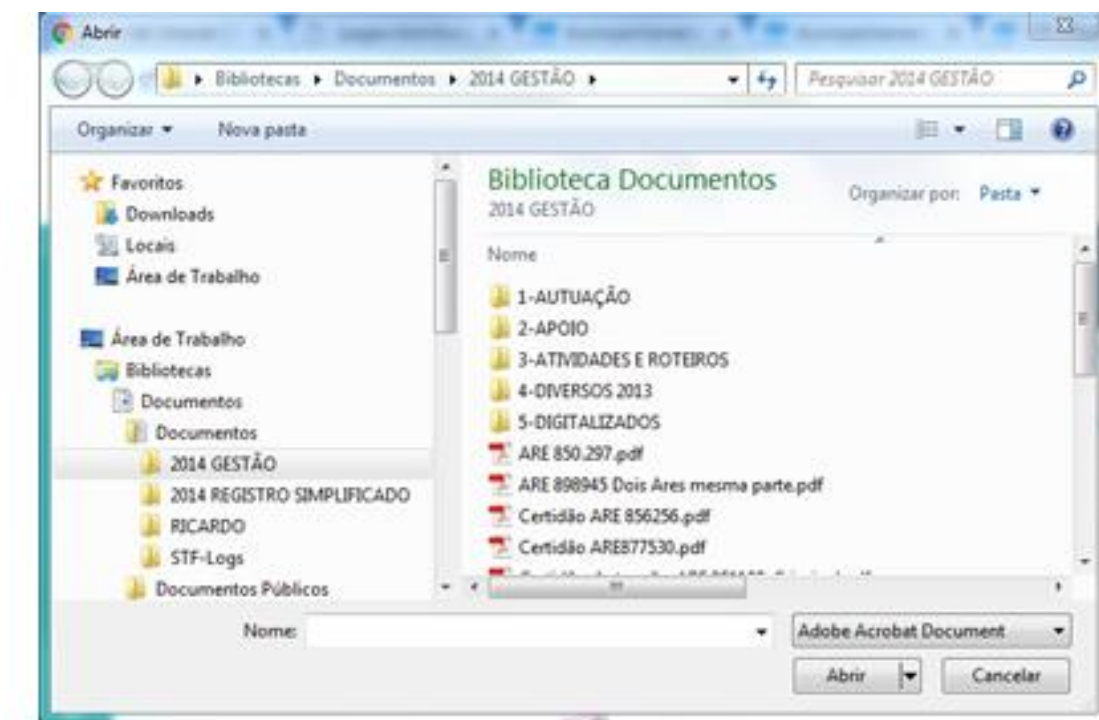 Abrir
Bibliotecas Documentos 2014 GESTÃO Pesquisar 2014 GESTÃO
Organizar Nova pasta
Favoritos
Downloads
Locais
Área de Trabalho
Área de Trabalho
Bibliotecas
Documentos
Documentos
2014 GESTÃO
2014 REGISTRO SIMPLIFICADO
RICARDO
STF-Logs
Documentos Públicos
Biblioteca Documentos
2014 GESTÃO
Organizar por: Pasta
Nome
1-AUTUAÇÃO
2-APOIO
3-ATIVIDADES E ROTEIROS
4-DIVERSOS 2013
5-DIGITALIZADOS
ARE 850.297.pdf
ARE 898945 Dois Ares mesma parte.pdf
Certidão ARE 856256.pdf
Certidão ARE877530.pdf
Nome: Adobe Acrobat Document
Abrir Cancelar